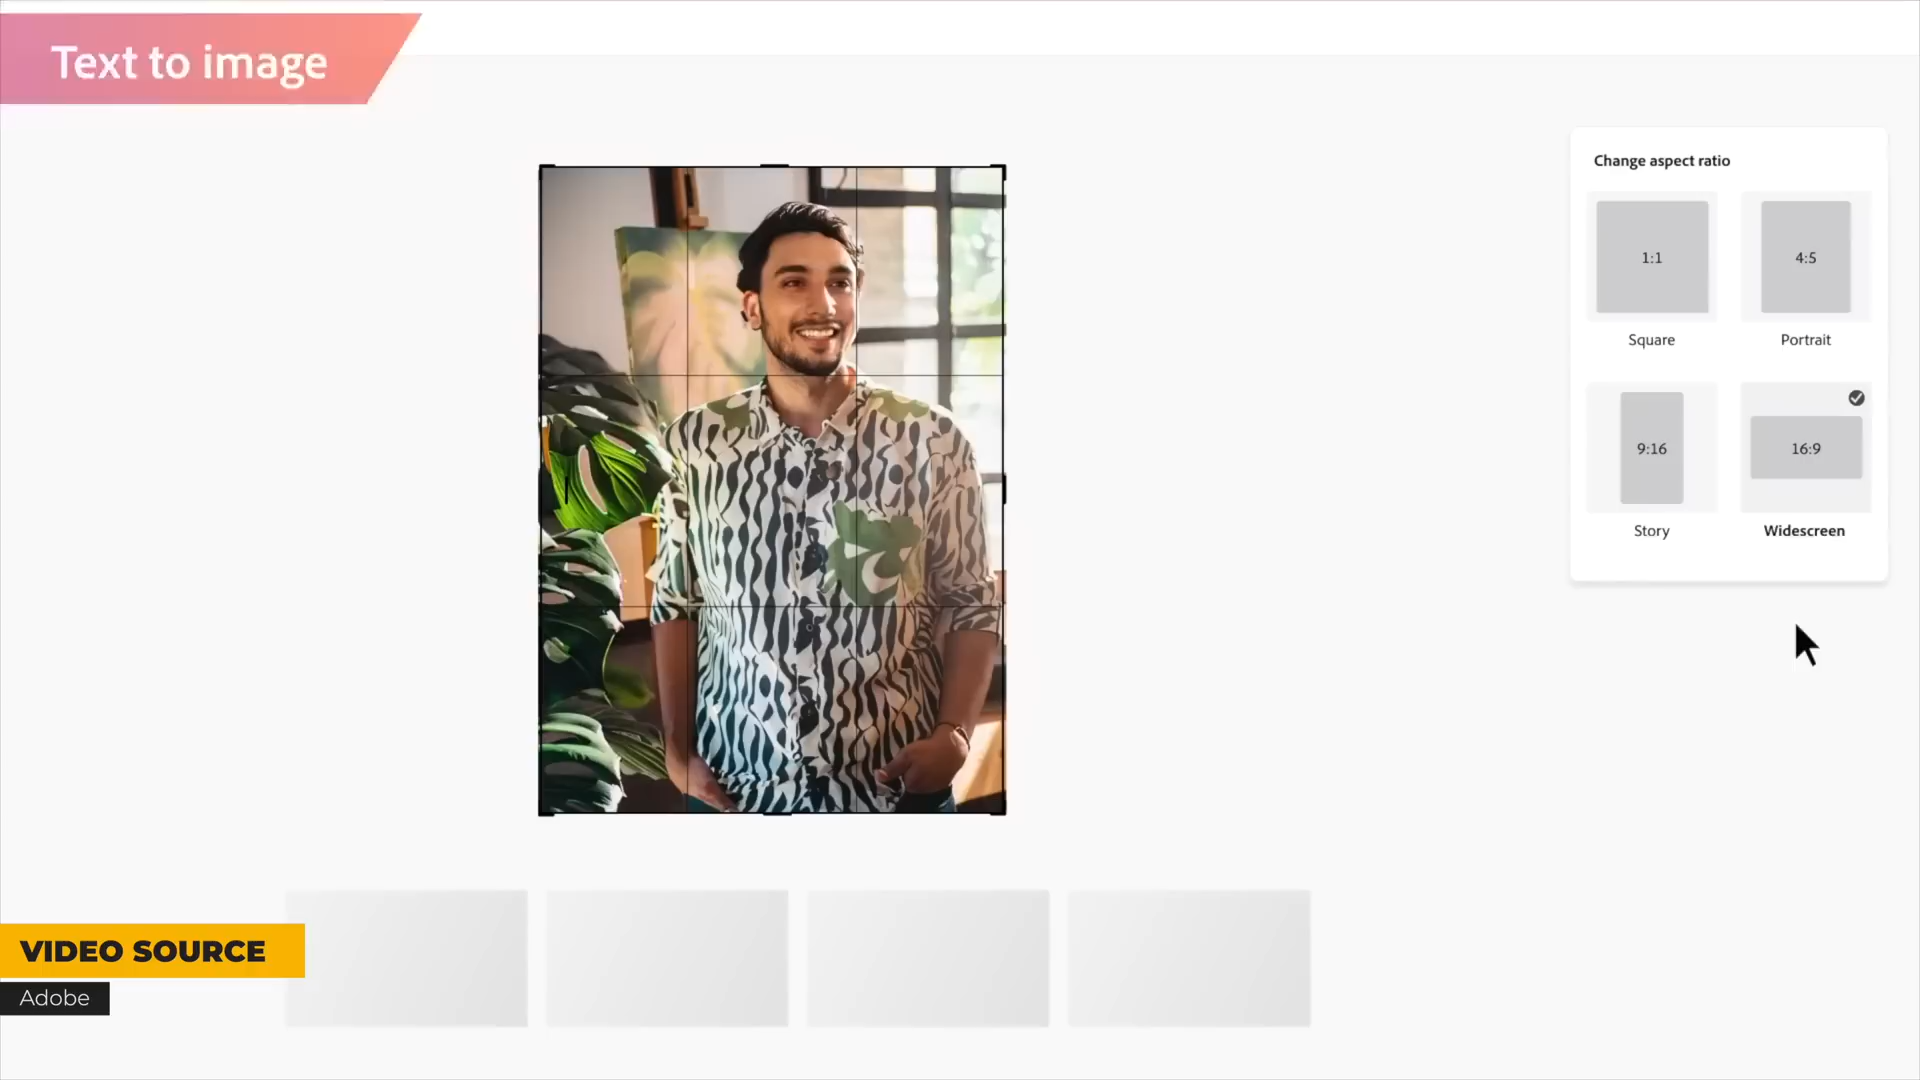 Text to image
Change aspect ratio
1:1
4:5
Square
Portrait
9:16
16:9
Story
Widescreen
VIDEO SOURCE
Adobe